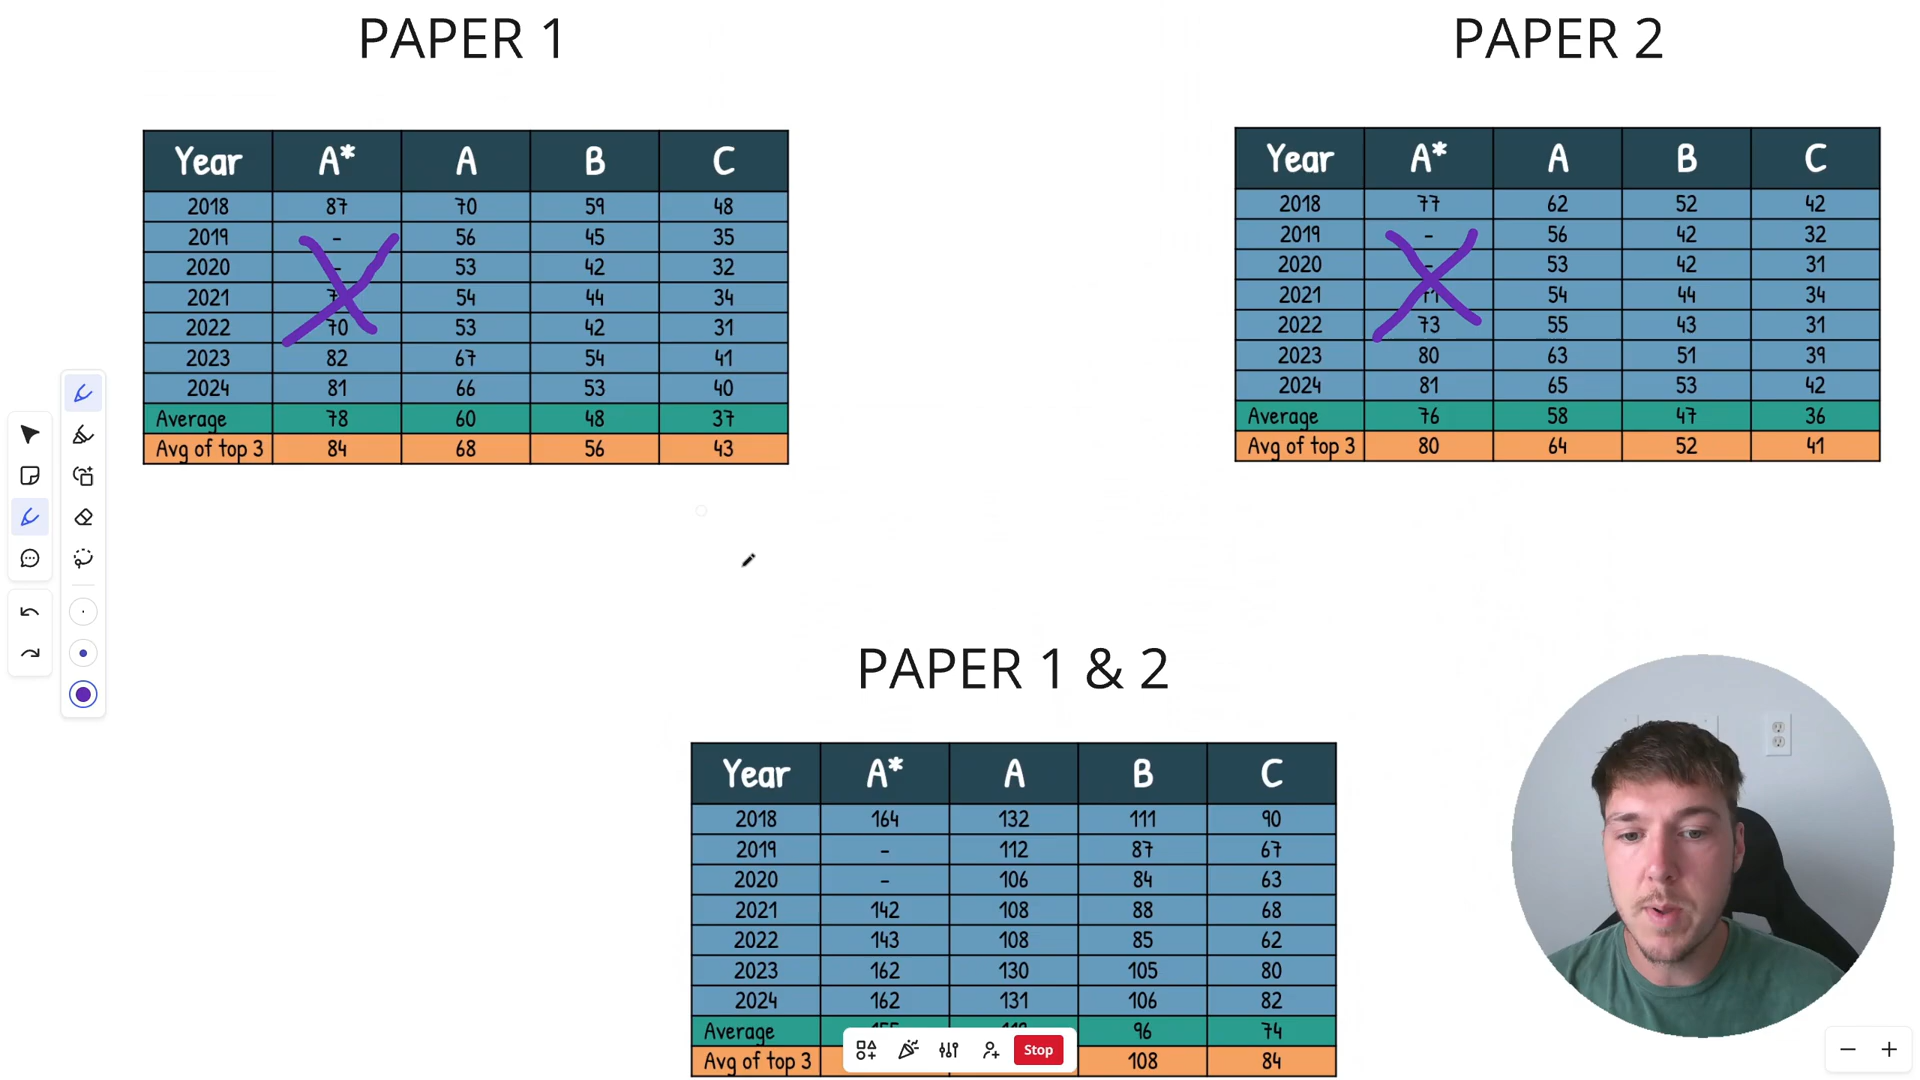 PAPER 1
Year A* A B C
2018 87 70 59 48
2019 - 56 45 35
2020 - 53 42 32
2021 54 44 34
2022 70 53 42 31
2023 82 67 54 41
2024 81 66 53 40
Average 78 60 48 37
Avg of top 3 84 68 56 43
PAPER 2
Year A* A B C
2018 77 62 52 42
2019 - 56 42 32
2020 - 53 42 31
2021 71 54 44 34
2022 73 55 43 31
2023 80 63 51 39
2024 81 65 53 42
Average 76 58 47 36
Avg of top 3 80 64 52 41
PAPER 1 & 2
Year A* A B C
2018 164 132 111 90
2019 - 112 87 67
2020 - 106 84 63
2021 142 108 88 68
2022 143 108 85 62
2023 162 130 105 80
2024 162 131 106 82
Average 96 74
Avg of top 3 108 84
Stop